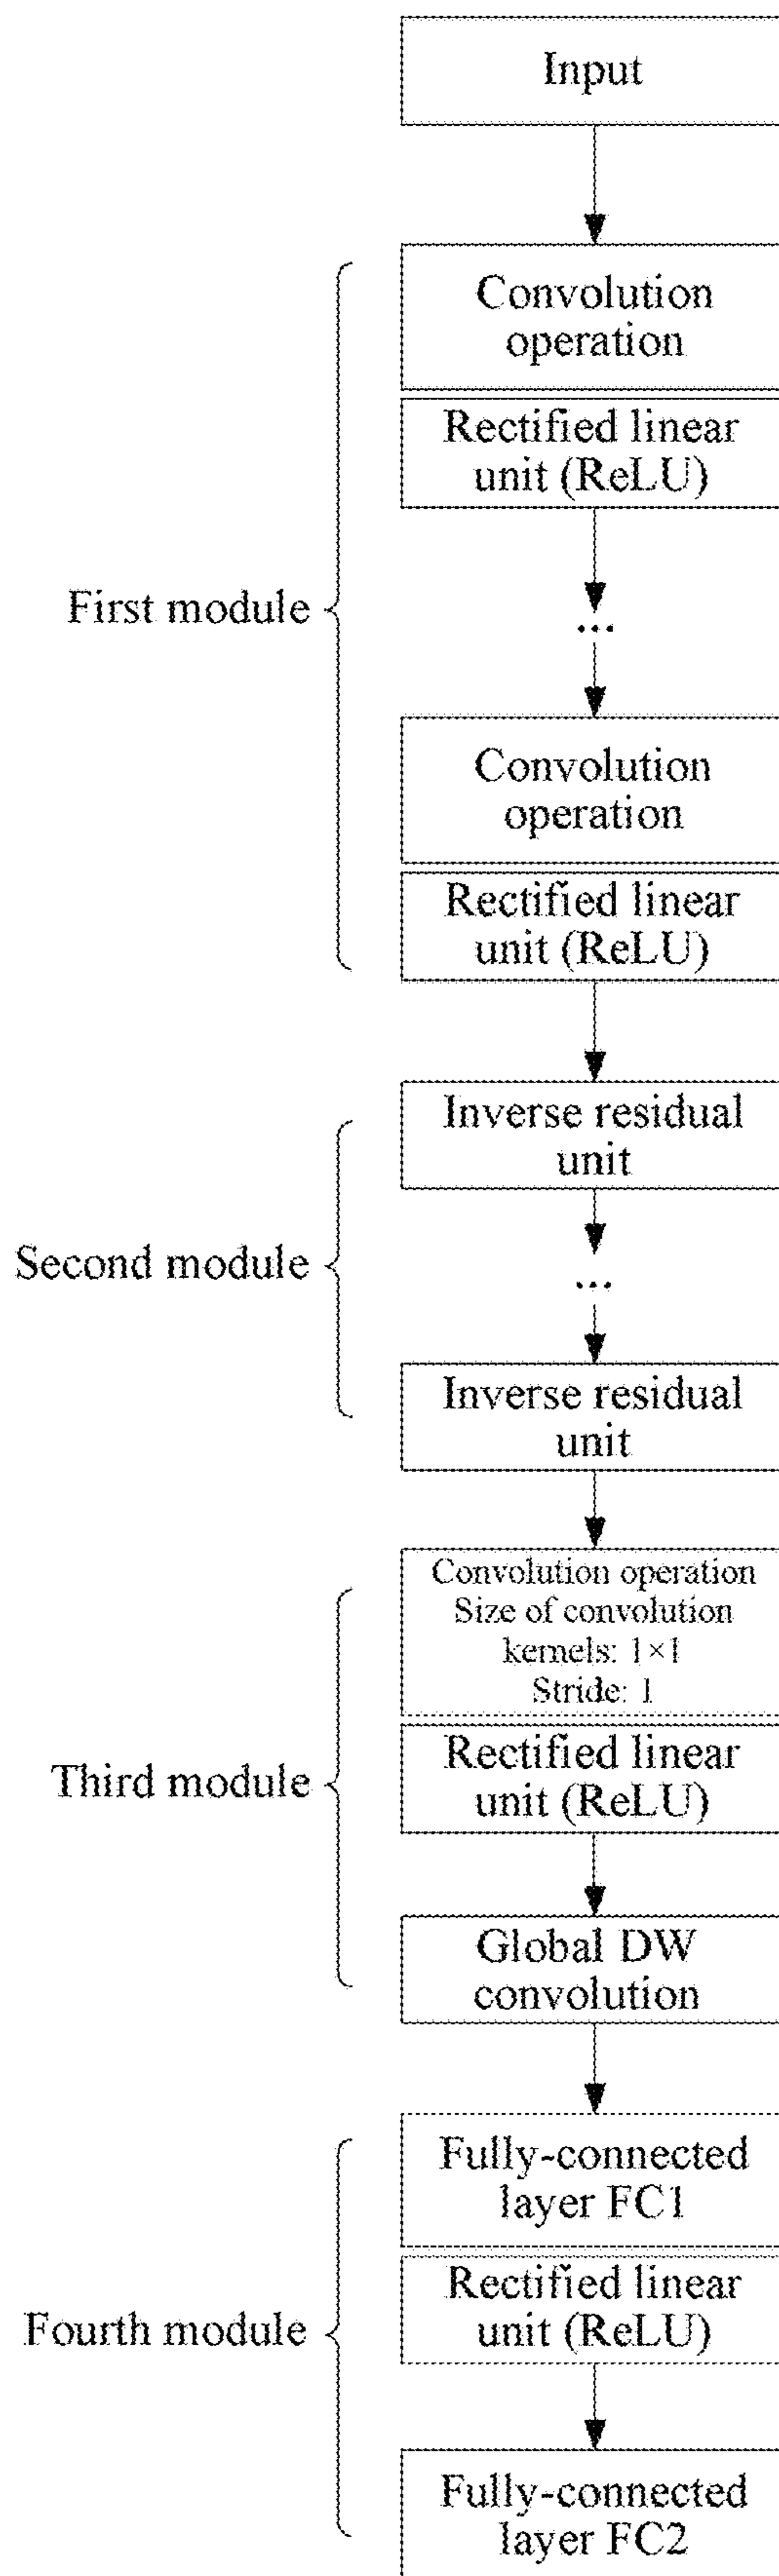 Input
Convolution
operation
Rectified linear
unit (ReLU)
First module
...
Convolution
operation
Rectified linear
unit (ReLU)
Inverse residual
unit
Second module
...
Inverse residual
unit
Convolution operation
Size of convolution
kernels: 1×1
Stride: 1
Third module
Rectified linear
unit (ReLU)
Global DW
convolution
Fully-connected
layer FC1
Rectified linear
unit (ReLU)
Fourth module
Fully-connected
layer FC2